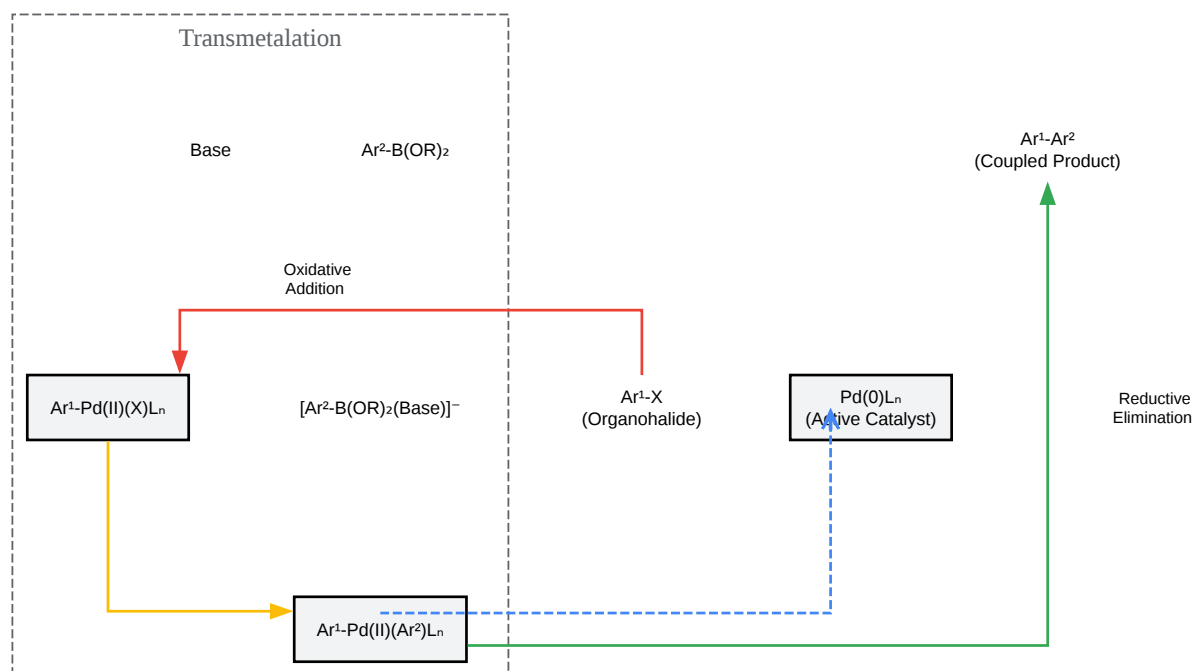 Transmetalation
Base
Ar²-B(OR)₂
Ar¹-Ar²
(Coupled Product)
Oxidative
Addition
Ar¹-Pd(II)(X)Lₙ
[Ar²-B(OR)₂(Base)]⁻
Ar¹-X
(Organohalide)
Pd(0)Lₙ
(Active Catalyst)
Reductive
Elimination
Ar¹-Pd(II)(Ar²)Lₙ